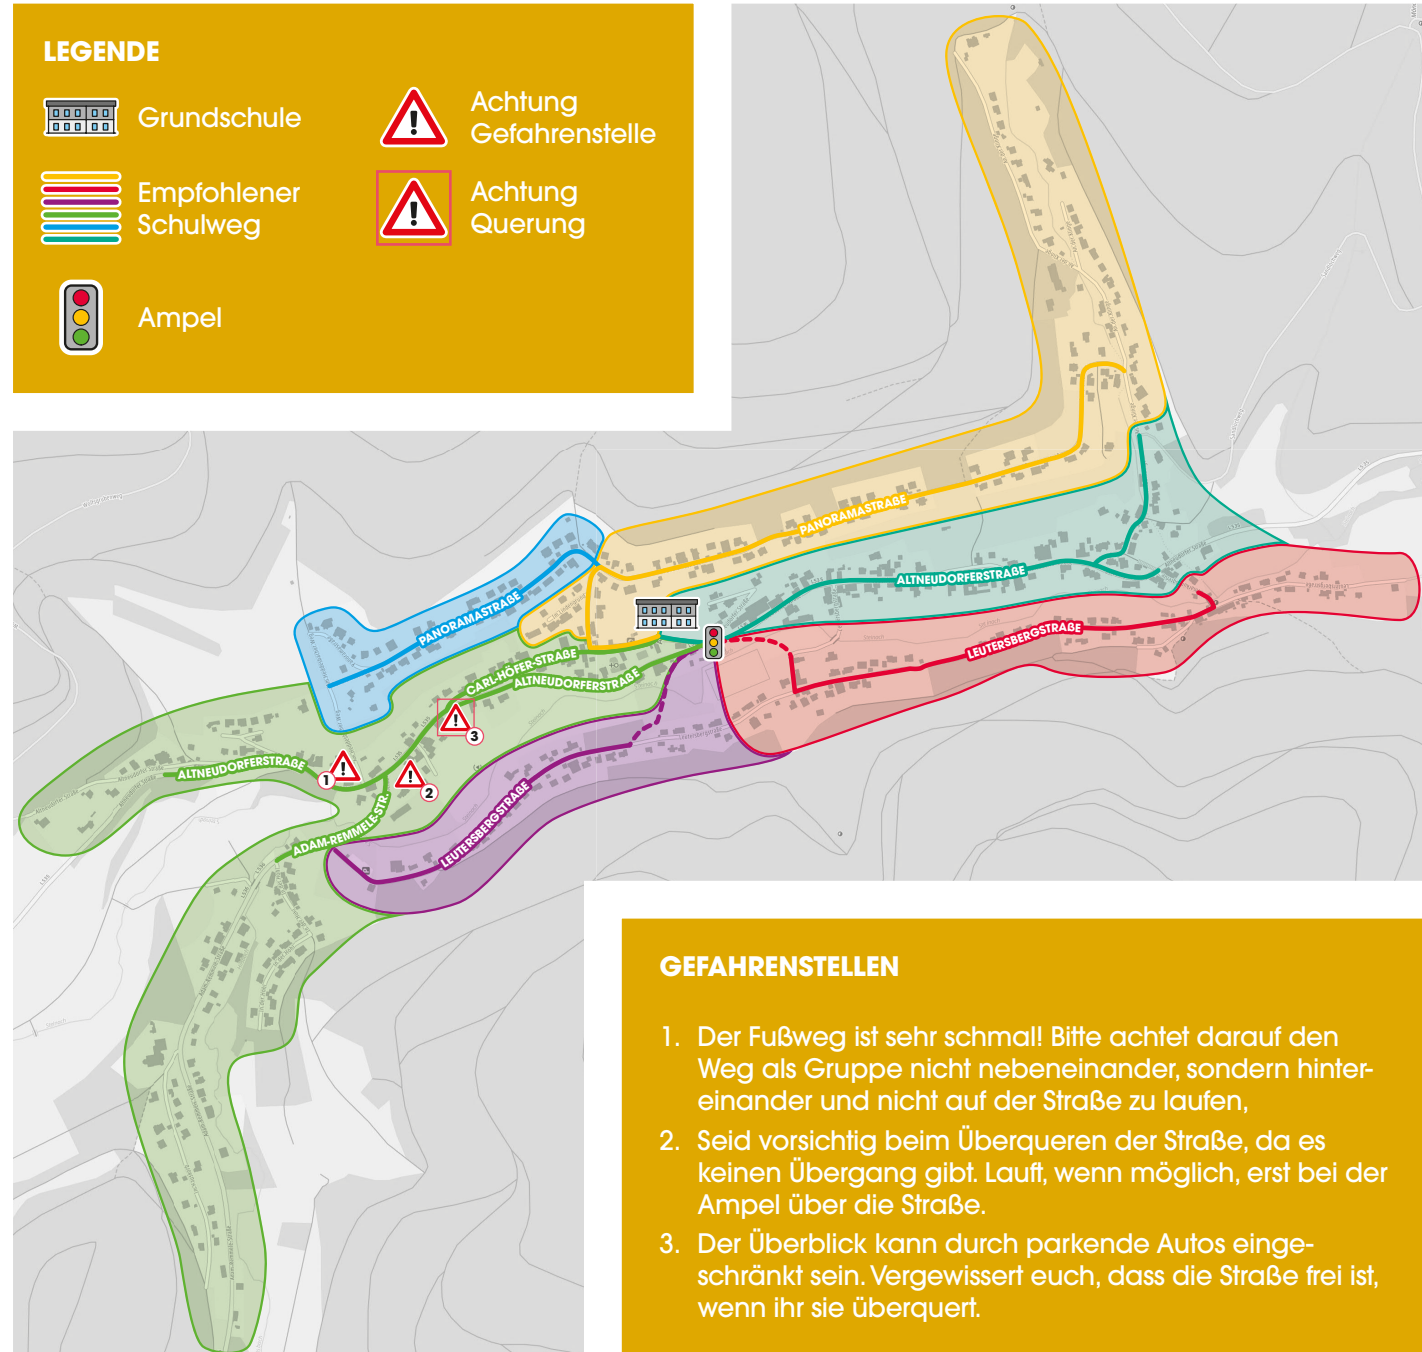 LEGENDE
Grundschule
Empfohlener
Schulweg
Ampel
Achtung
Gefahrenstelle
Achtung
Querung
PANORAMASTRASSE
ALTNEUDORFERSTRAẞE
LEUTERSBERGSTRAẞE
PANORAMASTRAẞE
CARL-HÖFER-STRAẞE
ALTNEUDORFERSTRAẞE
3
ALTNEUDORFERSTRAẞE
1
2
ADAM-REMMELE-STR.
LEUTERSBERGSTRAẞE
GEFAHRENSTELLEN
1. Der Fußweg ist sehr schmal! Bitte achtet darauf den
Weg als Gruppe nicht nebeneinander, sondern hinter-
einander und nicht auf der Straße zu laufen,
2. Seid vorsichtig beim Überqueren der Straße, da es
keinen Übergang gibt. Lauft, wenn möglich, erst bei der
Ampel über die Straße.
3. Der Überblick kann durch parkende Autos einge-
schränkt sein. Vergewissert euch, dass die Straße frei ist,
wenn ihr sie überquert.